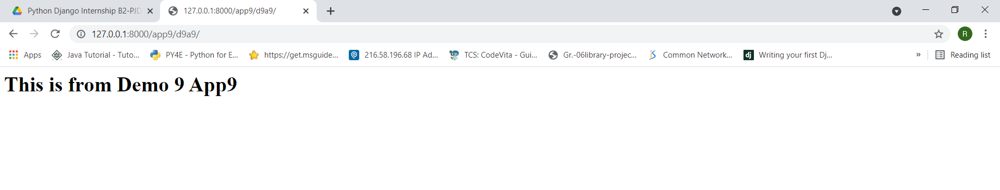 Python Django Internship B2-PJD
127.0.0.1:8000/app9/d9a9/
127.0.0.1:8000/app9/d9a9/
R
Apps
Java Tutorial - Tuto...
PY4E - Python for E...
https://get.msguide...
216.58.196.68 IP Ad...
TCS: CodeVita - Gui...
Gr.-06library-projec...
Common Network...
dj
Writing your first Dj...
»
Reading list
This is from Demo 9 App9